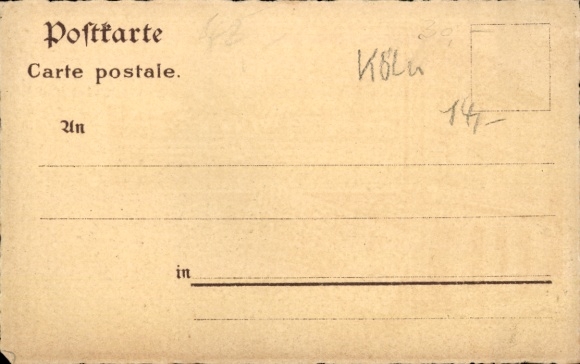 Postkarte
Carte postale.
Köln
14,-
An
in